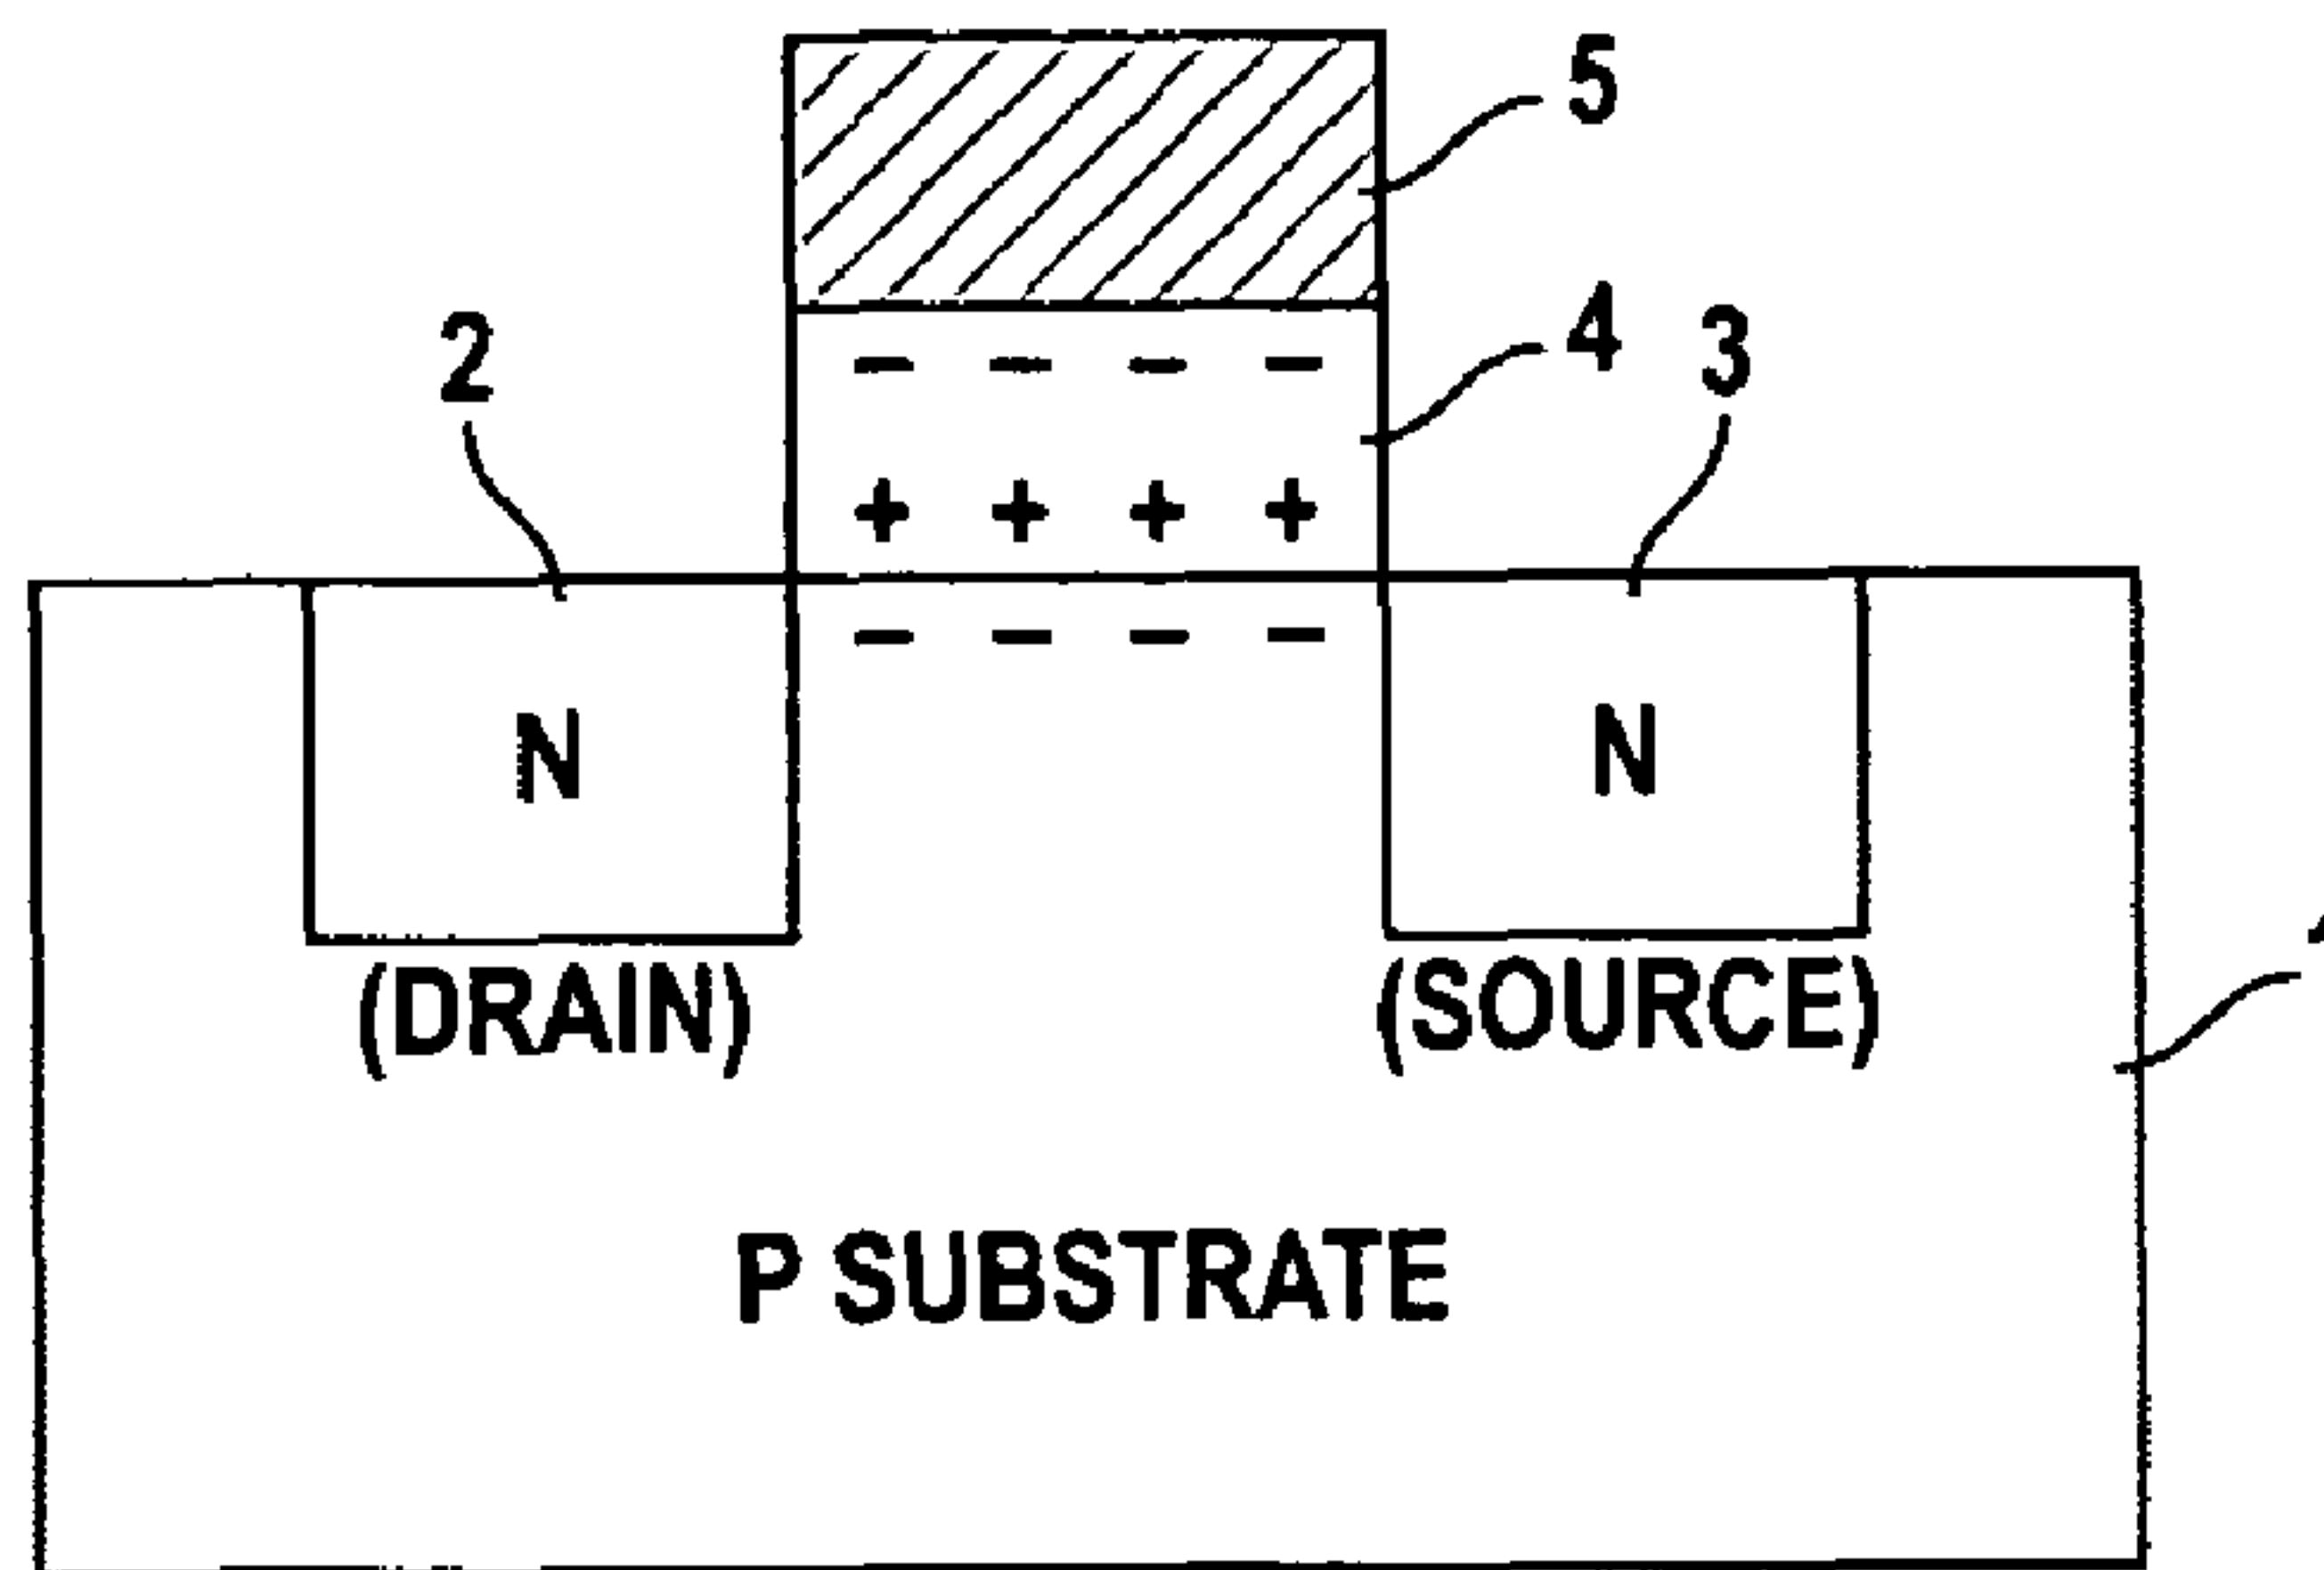 5
4
2
3
− − − −
+ + + +
− − − −
N
N
(DRAIN)
(SOURCE)
P SUBSTRATE